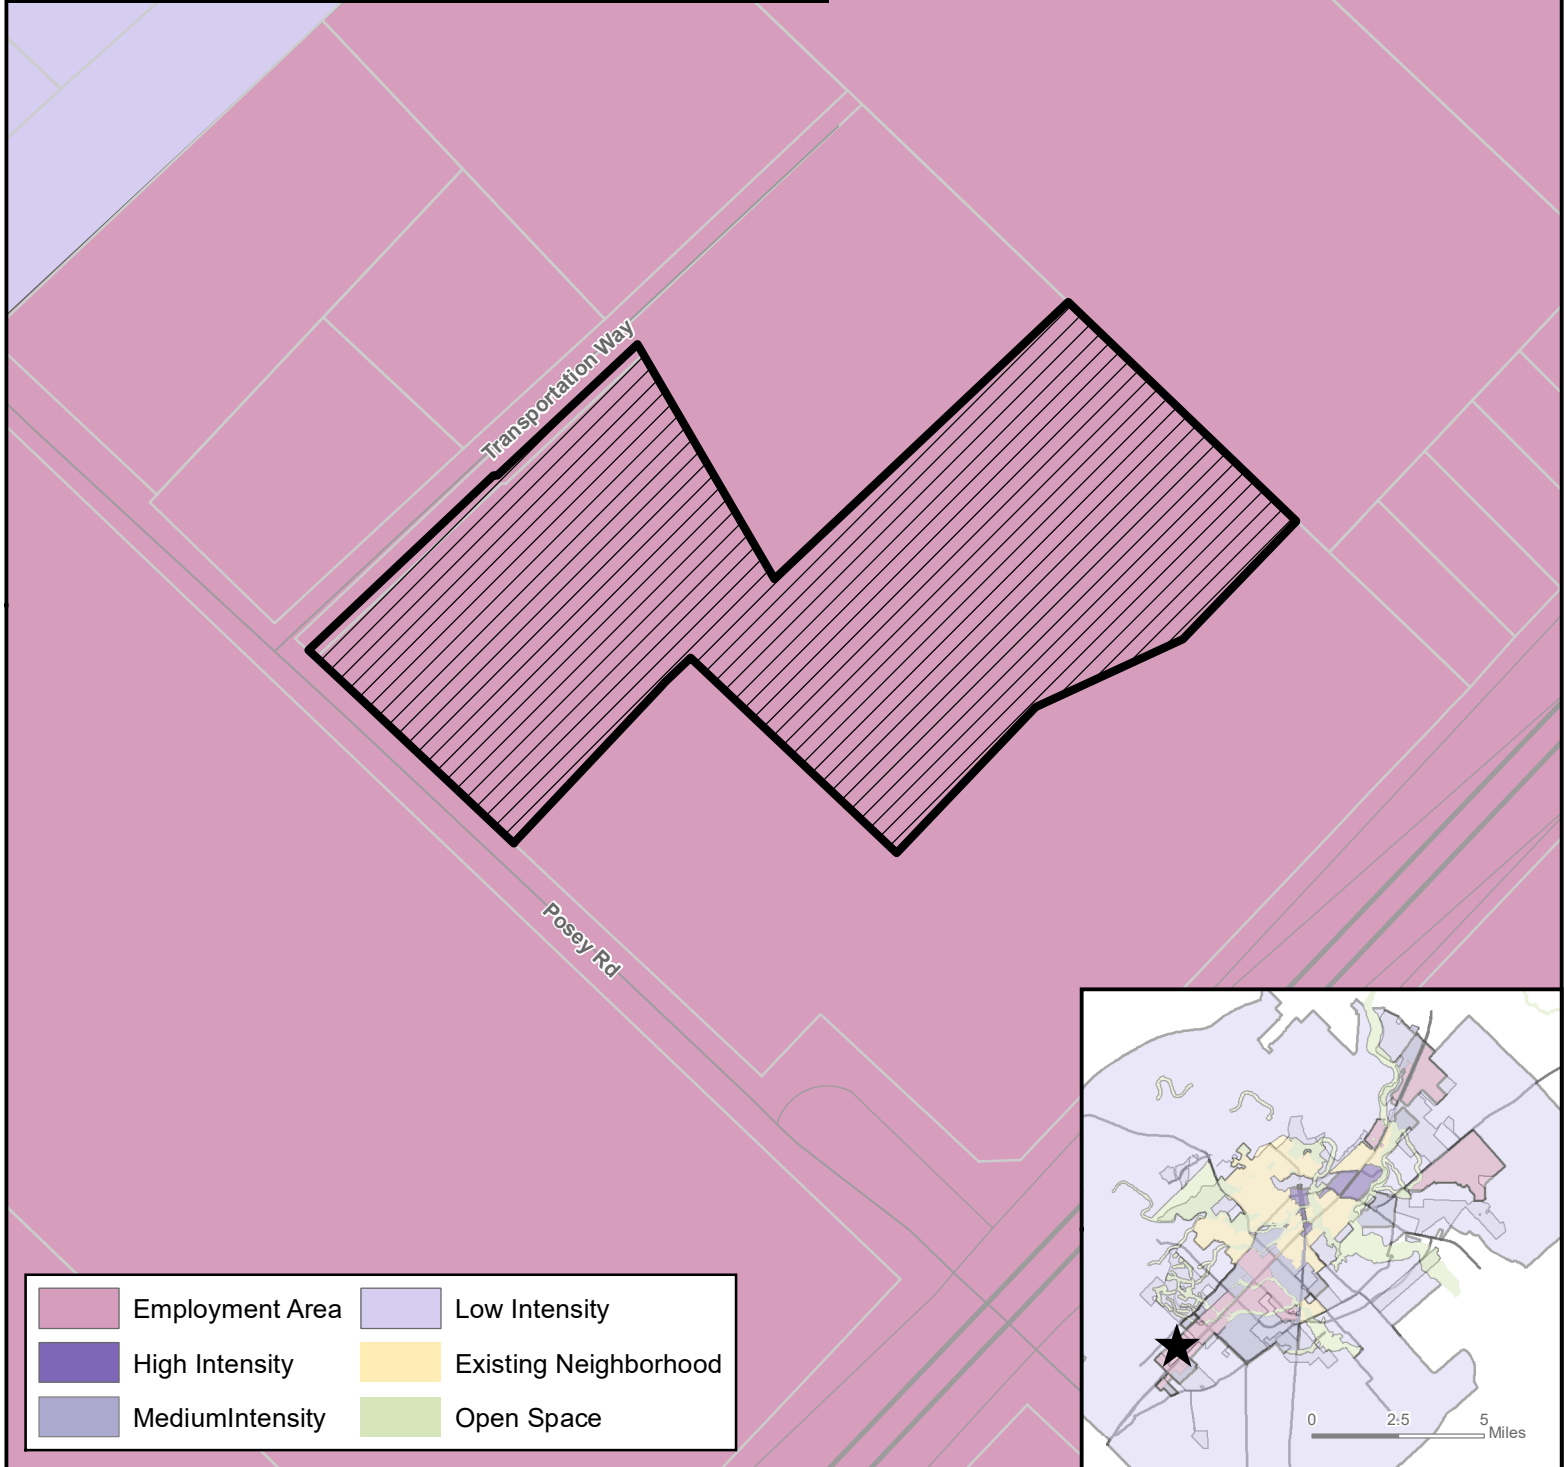 Transportation Way
Posey Rd
Employment Area
Low Intensity
High Intensity
Existing Neighborhood
MediumIntensity
Open Space
0 2.5 5
Miles